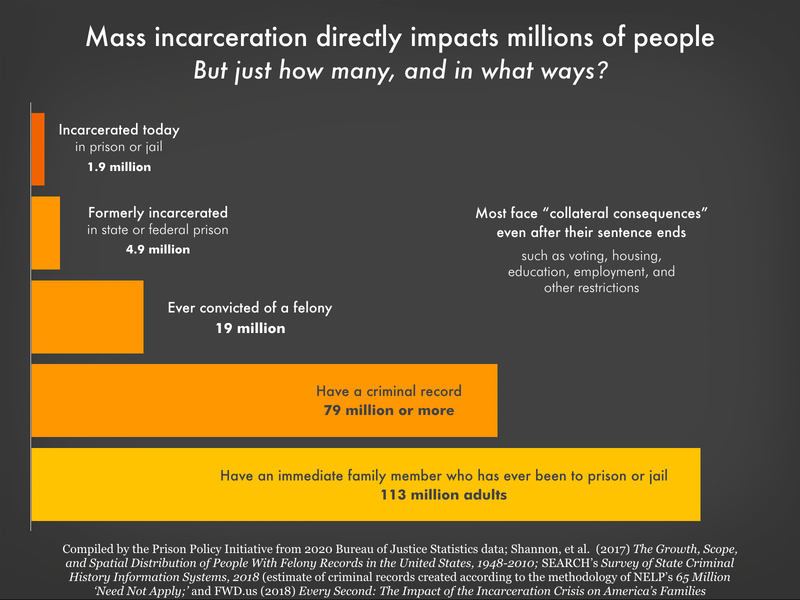 Mass incarceration directly impacts millions of people
But just how many, and in what ways?
Incarcerated today
in prison or jail
1.9 million
Formerly incarcerated
in state or federal prison
4.9 million
Most face “collateral consequences”
even after their sentence ends
such as voting, housing,
education, employment, and
other restrictions
Ever convicted of a felony
19 million
Have a criminal record
79 million or more
Have an immediate family member who has ever been to prison or jail
113 million adults
Compiled by the Prison Policy Initiative from 2020 Bureau of Justice Statistics data; Shannon, et al. (2017) The Growth, Scope,
and Spatial Distribution of People With Felony Records in the United States, 1948-2010; SEARCH’s Survey of State Criminal
History Information Systems, 2018 (estimate of criminal records created according to the methodology of NELP’s 65 Million
‘Need Not Apply;’ and FWD.us (2018) Every Second: The Impact of the Incarceration Crisis on America’s Families